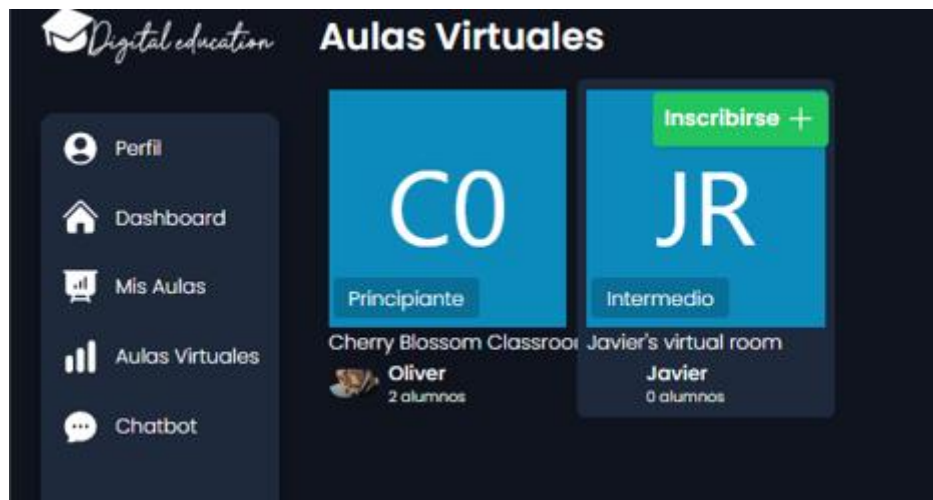 Digital education
Aulas Virtuales
Perfil
Dashboard
Mis Aulas
Aulas Virtuales
Chatbot
C0
Principiante
Cherry Blossom Classroo
Oliver
2 alumnos
Inscribirse +
JR
Intermedio
Javier's virtual room
Javier
0 alumnos